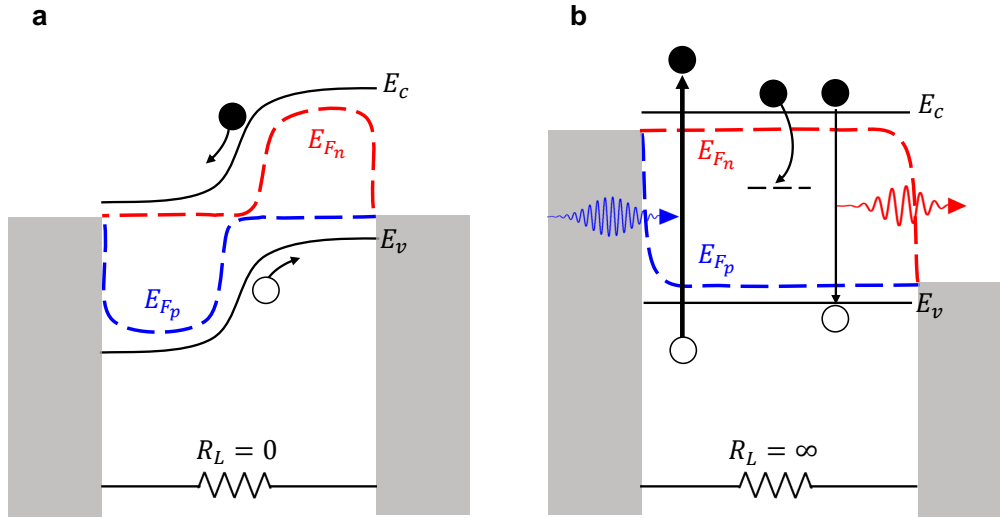 a
E_c
E_{F_n}
E_v
E_{F_p}
R_L = 0
b
E_c
E_{F_n}
E_{F_p}
E_v
R_L = ∞